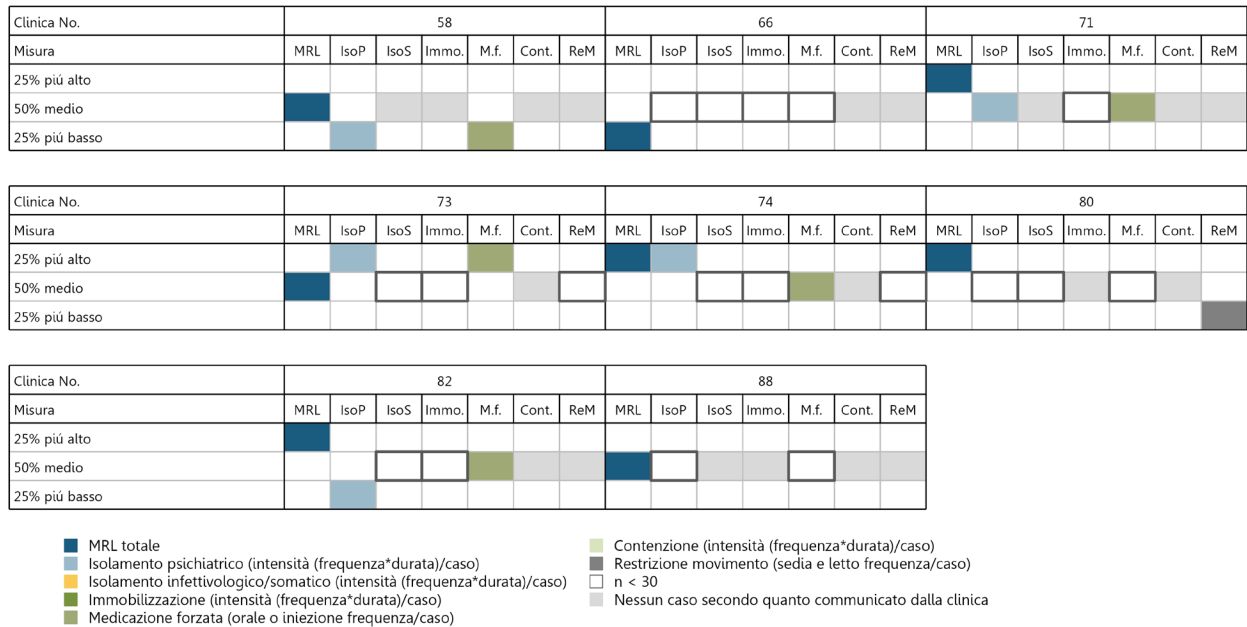 Clinica No. 58 66 71
Misura MRL IsoP IsoS Immo. M.f. Cont. ReM MRL IsoP IsoS Immo. M.f. Cont. ReM MRL IsoP IsoS Immo. M.f. Cont. ReM
25% piú alto
50% medio
25% piú basso
Clinica No. 73 74 80
Misura MRL IsoP IsoS Immo. M.f. Cont. ReM MRL IsoP IsoS Immo. M.f. Cont. ReM MRL IsoP IsoS Immo. M.f. Cont. ReM
25% piú alto
50% medio
25% piú basso
Clinica No. 82 88
Misura MRL IsoP IsoS Immo. M.f. Cont. ReM MRL IsoP IsoS Immo. M.f. Cont. ReM
25% piú alto
50% medio
25% piú basso
MRL totale
Isolamento psichiatrico (intensità (frequenza*durata)/caso)
Isolamento infettivologico/somatico (intensità (frequenza*durata)/caso)
Immobilizzazione (intensità (frequenza*durata)/caso)
Medicazione forzata (orale o iniezione frequenza/caso)
Contenzione (intensità (frequenza*durata)/caso)
Restrizione movimento (sedia e letto frequenza/caso)
n < 30
Nessun caso secondo quanto communicato dalla clinica